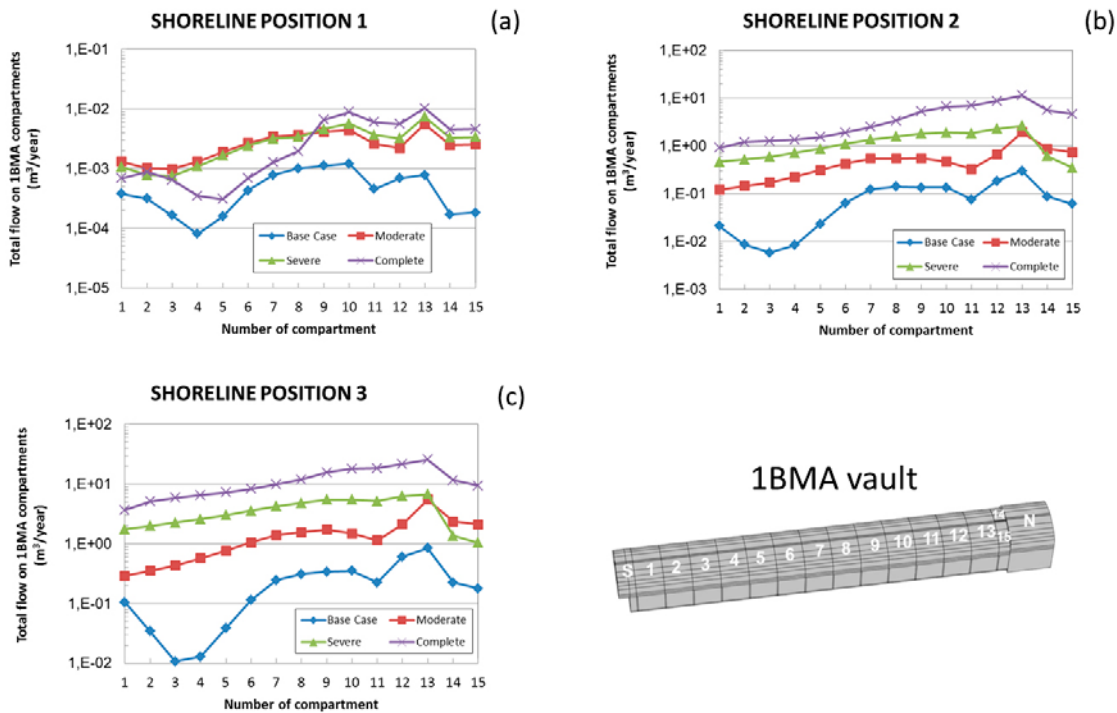 SHORELINE POSITION 1
(a)
Total flow on 1BMA compartments
(m³/year)
1,E-01
1,E-02
1,E-03
1,E-04
1,E-05
1 2 3 4 5 6 7 8 9 10 11 12 13 14 15
Number of compartment
Base Case Moderate
Severe Complete
SHORELINE POSITION 2
(b)
Total flow on 1BMA compartments
(m³/year)
1,E+02
1,E+01
1,E+00
1,E-01
1,E-02
1,E-03
1 2 3 4 5 6 7 8 9 10 11 12 13 14 15
Number of compartment
Base Case Moderate
Severe Complete
SHORELINE POSITION 3
(c)
Total flow on 1BMA compartments
(m³/year)
1,E+02
1,E+01
1,E+00
1,E-01
1,E-02
1 2 3 4 5 6 7 8 9 10 11 12 13 14 15
Number of compartment
Base Case Moderate
Severe Complete
1BMA vault
S 1 2 3 4 5 6 7 8 9 10 11 12 13 14 15 N